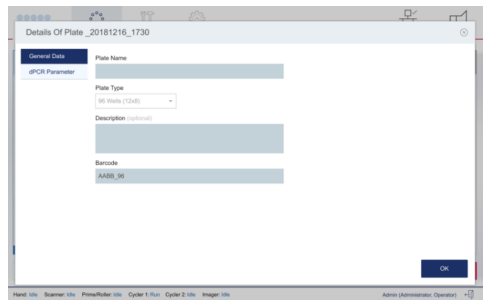 Details Of Plate _20181216_1730
General Data
dPCR Parameter
Plate Name
Plate Type
96 Wells (12x8)
Description (optional)
Barcode
AABB_96
OK
Hand: Idle Scanner: Idle Prime/Roller: Idle Cycler 1: Run Cycler 2: Idle Imager: Idle Admin (Administrator, Operator)